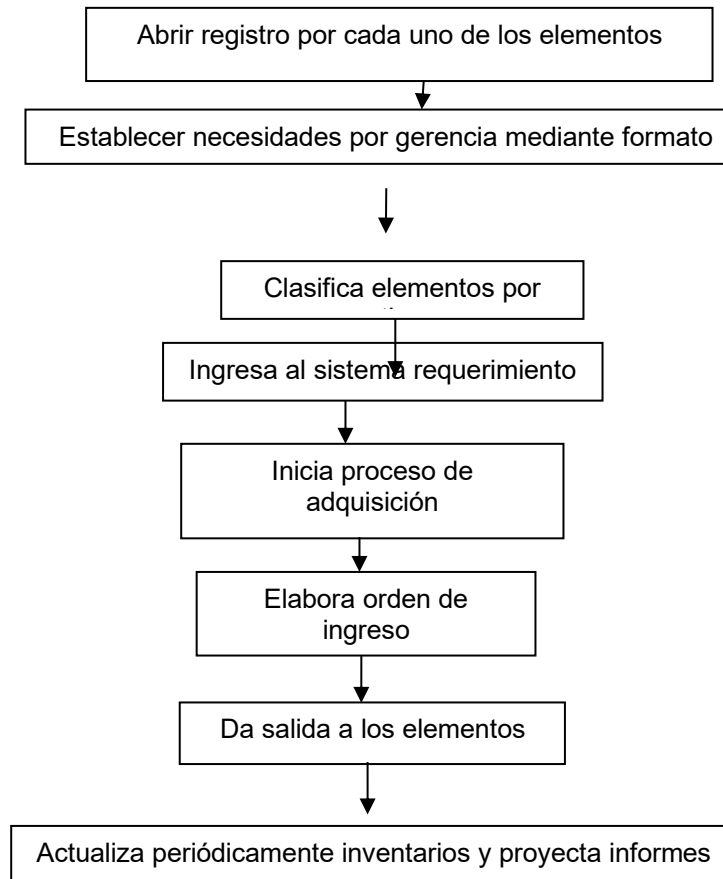 Abrir registro por cada uno de los elementos
Establecer necesidades por gerencia mediante formato
Clasifica elementos por
Ingresa al sistema requerimiento
Inicia proceso de
adquisición
Elabora orden de
ingreso
Da salida a los elementos
Actualiza periódicamente inventarios y proyecta informes